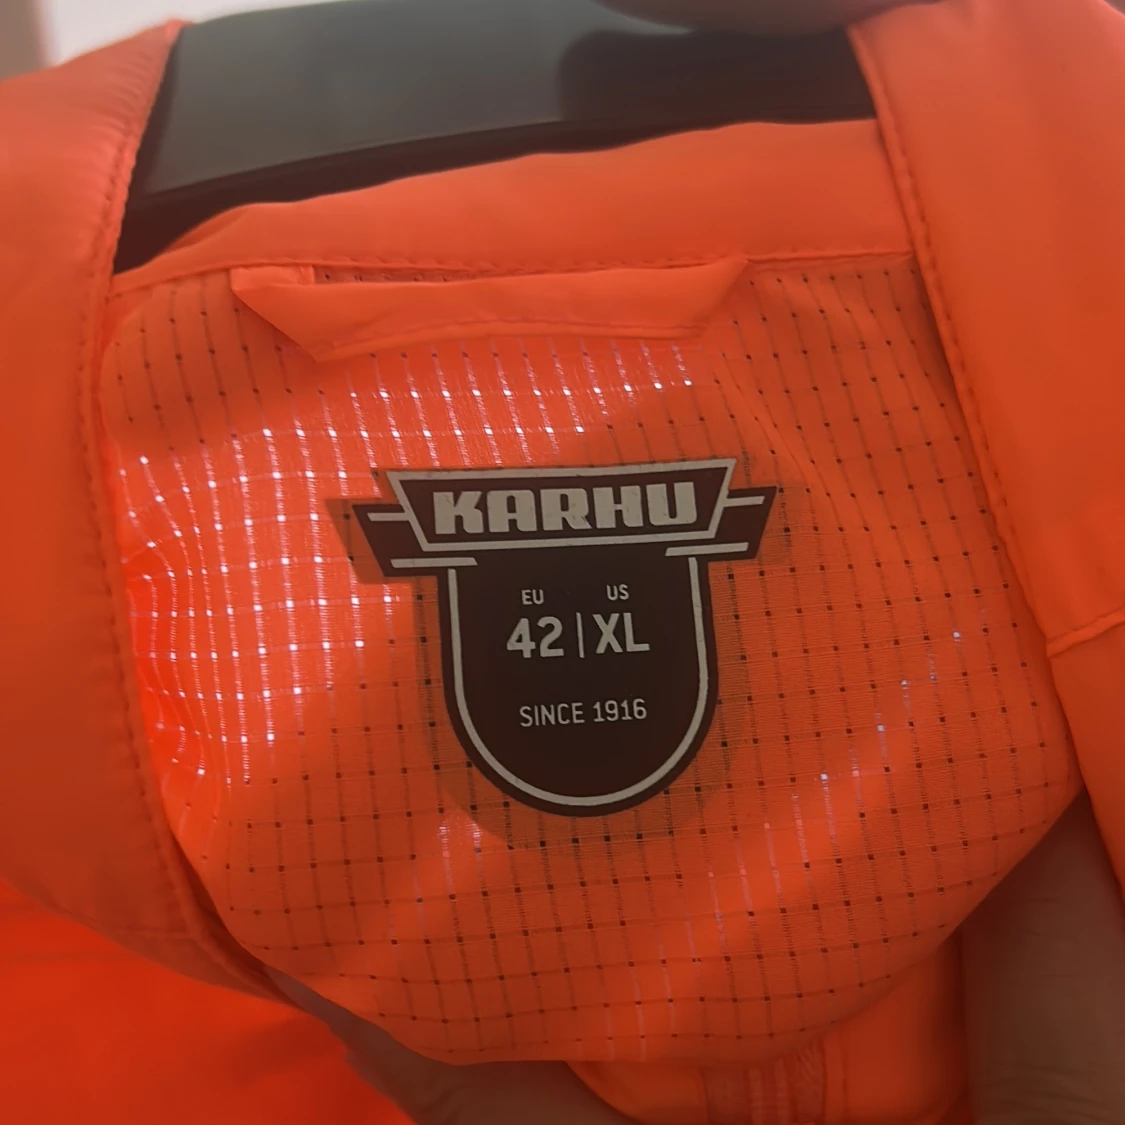 KARHU
EU US
42 | XL
SINCE 1916